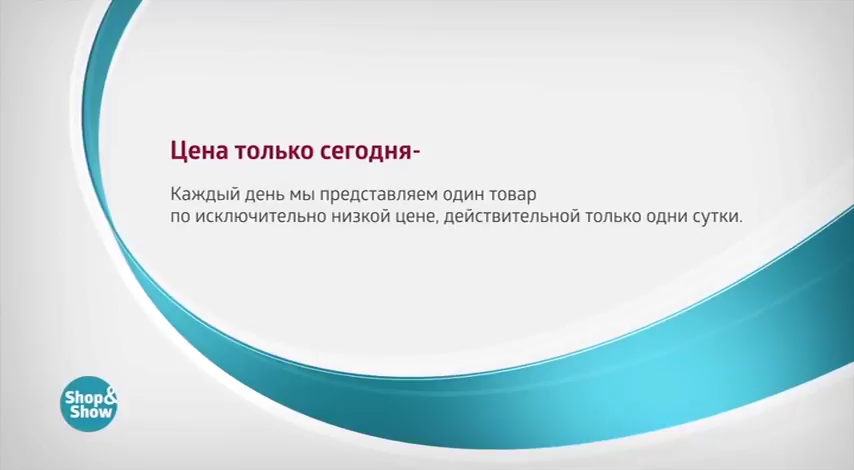 Цена только сегодня-
Каждый день мы представляем один товар
по исключительно низкой цене, действительной только одни сутки.
Shop&
Show